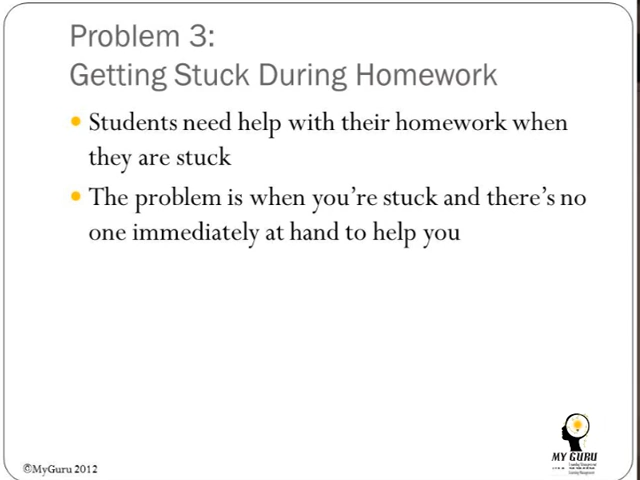 Problem 3:
Getting Stuck During Homework
Students need help with their homework when
they are stuck
The problem is when you’re stuck and there’s no
one immediately at hand to help you
©MyGuru 2012
MY GURU